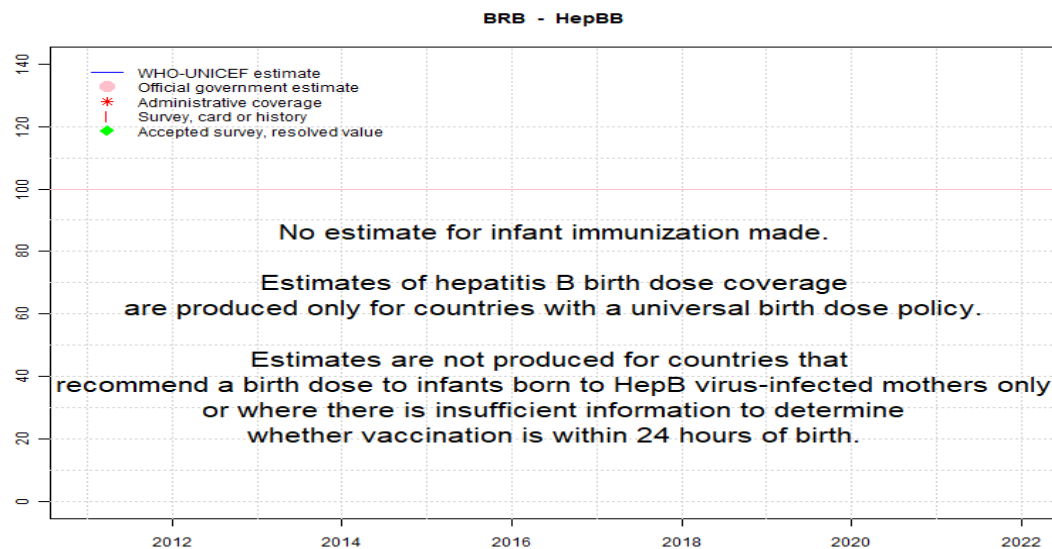 BRB - HepBB
WHO-UNICEF estimate
Official government estimate
Administrative coverage
Survey, card or history
Accepted survey, resolved value
140
120
100
80
60
40
20
0
No estimate for infant immunization made.
Estimates of hepatitis B birth dose coverage
are produced only for countries with a universal birth dose policy.
Estimates are not produced for countries that
recommend a birth dose to infants born to HepB virus-infected mothers only
or where there is insufficient information to determine
whether vaccination is within 24 hours of birth.
2012 2014 2016 2018 2020 2022